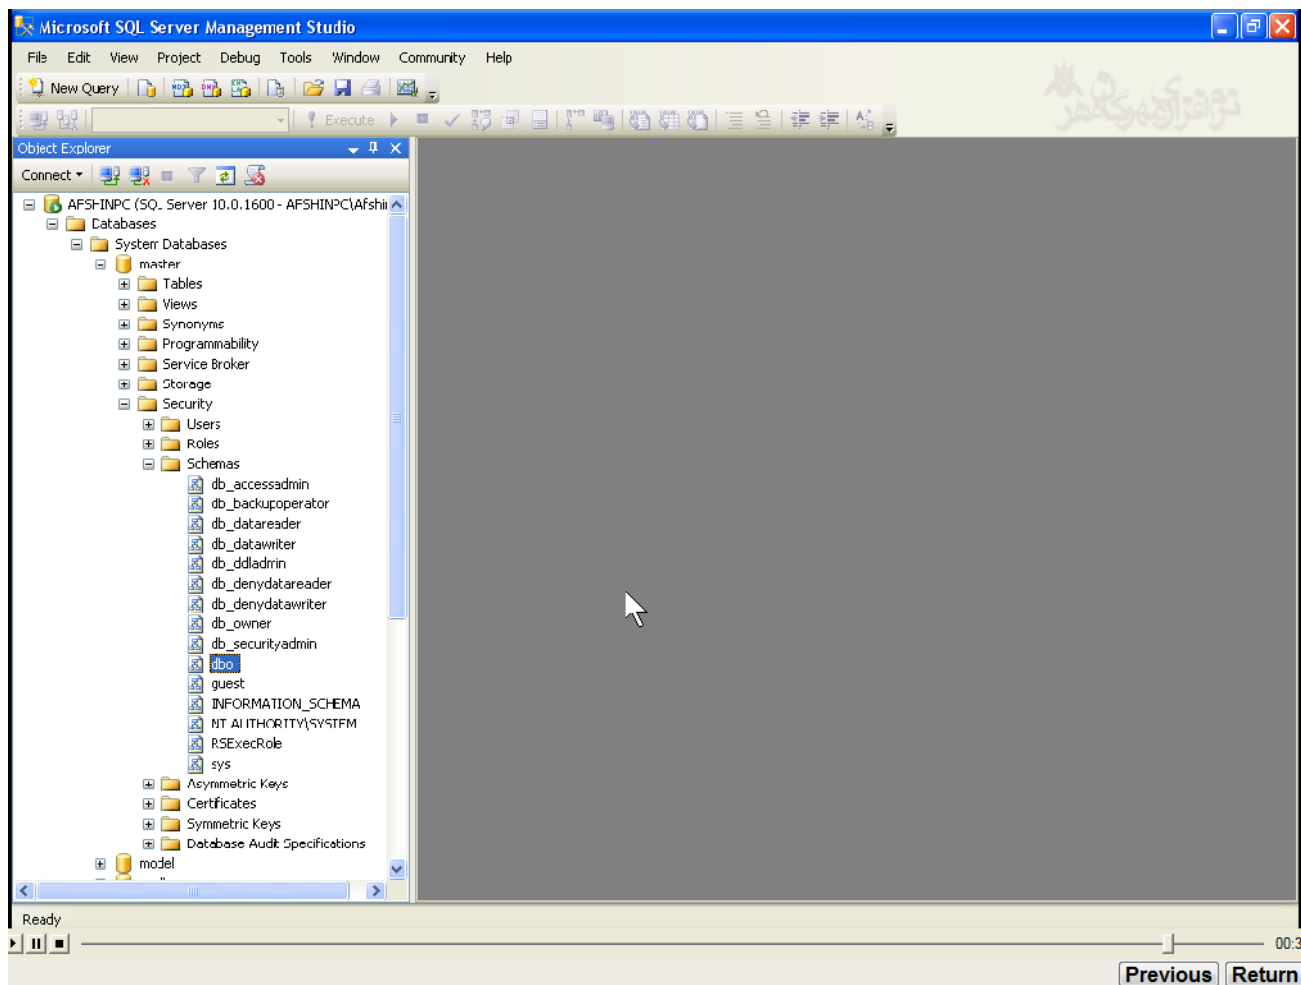 Microsoft SQL Server Management Studio
File Edit View Project Debug Tools Window Community Help
New Query
Execute
Object Explorer
Connect
AFSHINPC (SQL Server 10.0.1600 - AFSHINPC\Afshi
Databases
System Databases
master
Tables
Views
Synonyms
Programmability
Service Broker
Storage
Security
Users
Roles
Schemas
db_accessadmin
db_backupoperator
db_datareader
db_datawriter
db_ddladmin
db_denydatareader
db_denydatawriter
db_owner
db_securityadmin
dbo
guest
INFORMATION_SCHEMA
NT AUTHORITY\SYSTEM
RSExecRole
sys
Asymmetric Keys
Certificates
Symmetric Keys
Database Audit Specifications
model
Ready
00:3
Previous Return